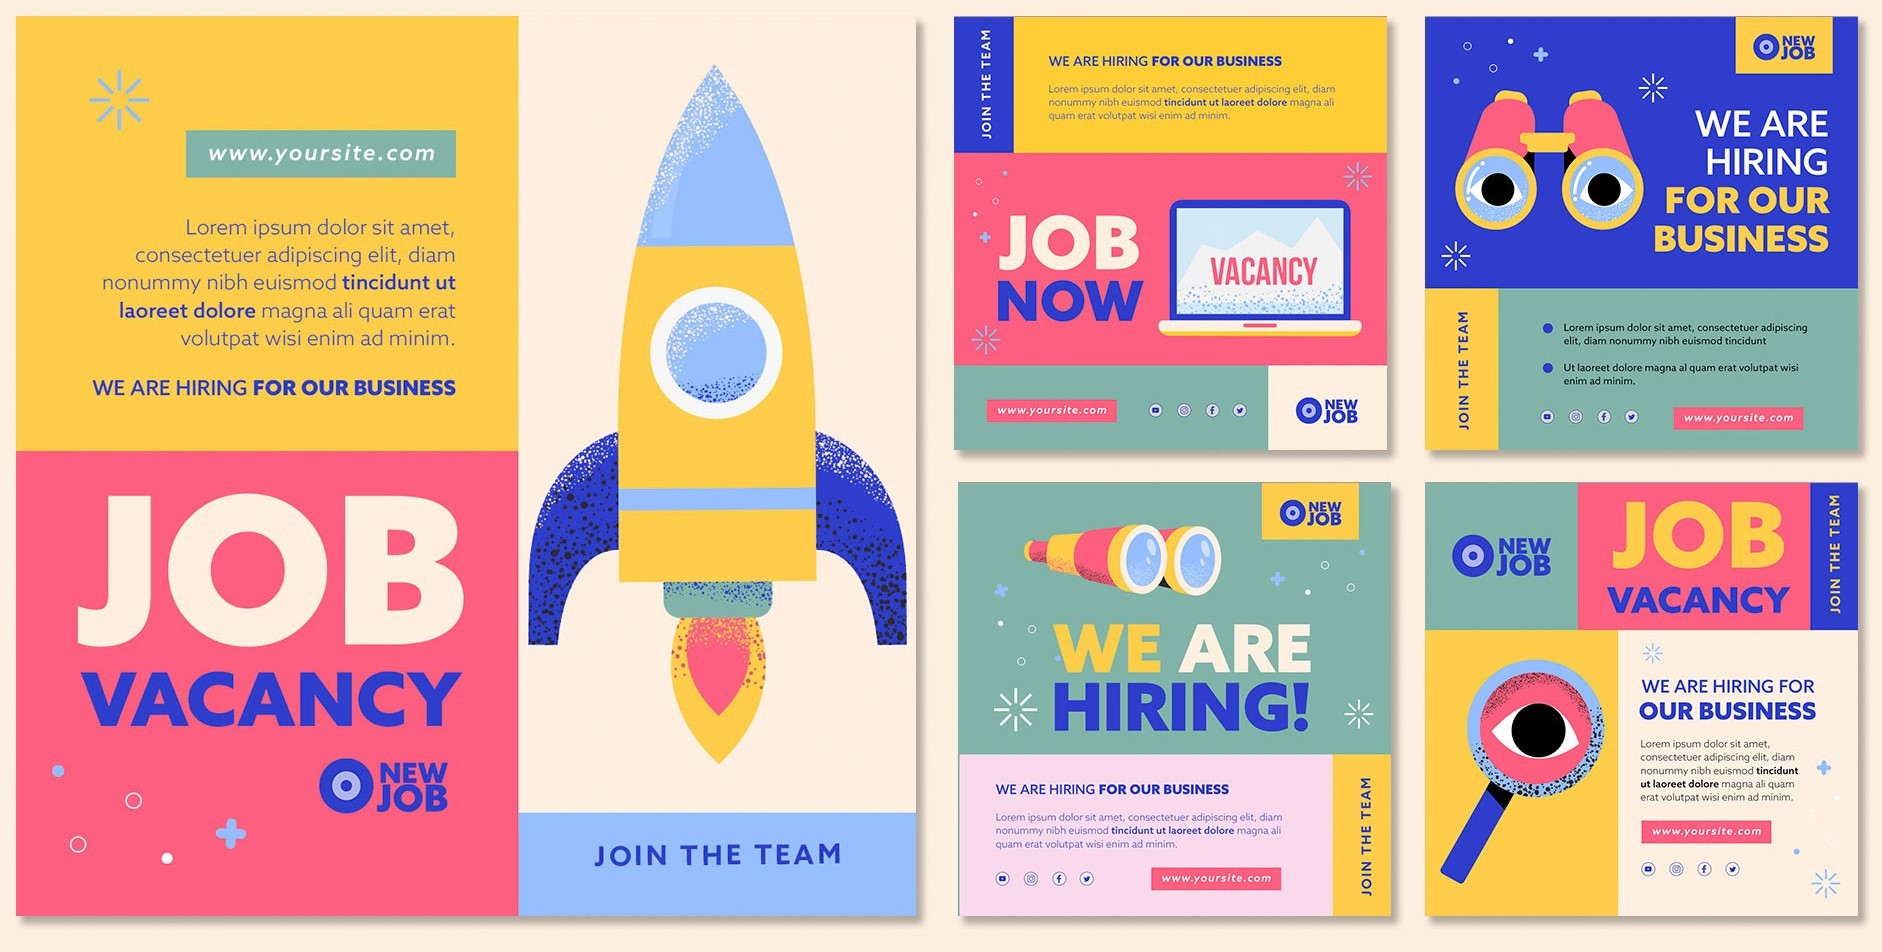 www.yoursite.com
Lorem ipsum dolor sit amet,
consectetuer adipiscing elit, diam
nonummy nibh euismod tincidunt ut
laoreet dolore magna ali quam erat
volutpat wisi enim ad minim.
WE ARE HIRING FOR OUR BUSINESS
JOB
VACANCY
NEW
JOB
JOIN THE TEAM
JOIN THE TEAM
WE ARE HIRING FOR OUR BUSINESS
Lorem ipsum dolor sit amet, consectetuer adipiscing elit, diam
nonummy nibh euismod tincidunt ut laoreet dolore magna ali
quam erat volutpat wisi enim ad minim.
JOB
NOW
VACANCY
www.yoursite.com
NEW
JOB
NEW
JOB
WE ARE
HIRING
FOR OUR
BUSINESS
JOIN THE TEAM
Lorem ipsum dolor sit amet, consectetuer adipiscing
elit, diam nonummy nibh euismod tincidunt
Ut laoreet dolore magna al quam erat volutpat wisi
enim ad minim.
www.yoursite.com
NEW
JOB
WE ARE
HIRING!
WE ARE HIRING FOR OUR BUSINESS
Lorem ipsum dolor sit amet, consectetuer adipiscing elit, diam
nonummy nibh euismod tincidunt ut laoreet dolore magna ali
quam erat volutpat wisi enim ad minim.
www.yoursite.com
JOIN THE TEAM
NEW
JOB
JOB
VACANCY
JOIN THE TEAM
WE ARE HIRING FOR
OUR BUSINESS
Lorem ipsum dolor sit amet,
consectetuer adipiscing elit, diam
nonummy nibh euismod tincidunt
ut laoreet dolore magna ali quam
erat volutpat wisi enim ad minim.
www.yoursite.com